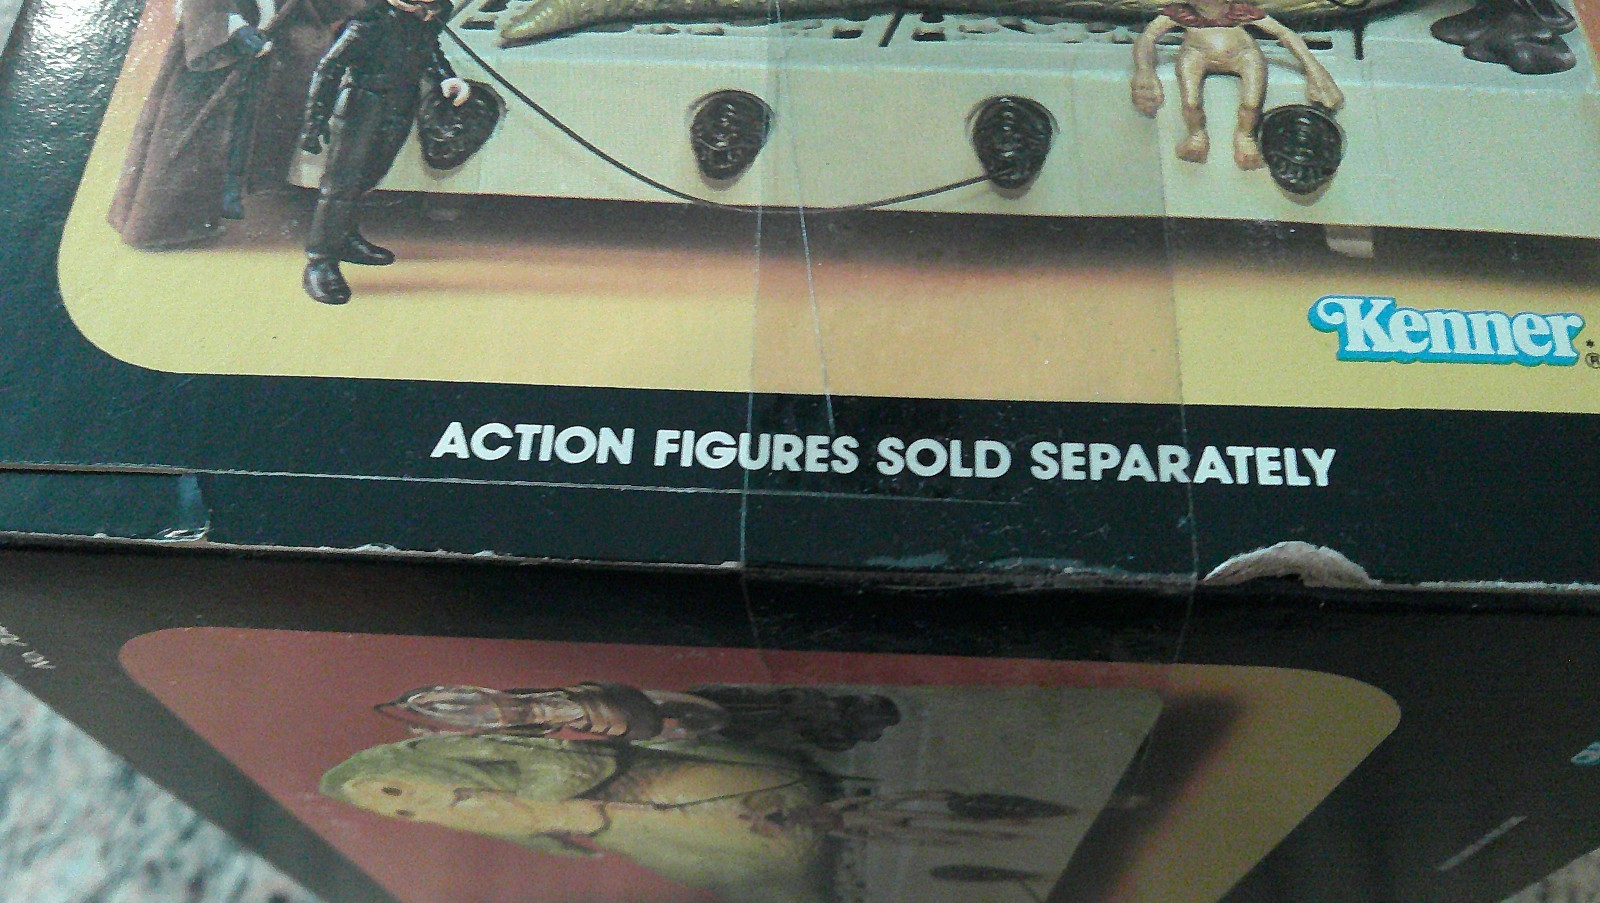 Kenner
ACTION FIGURES SOLD SEPARATELY